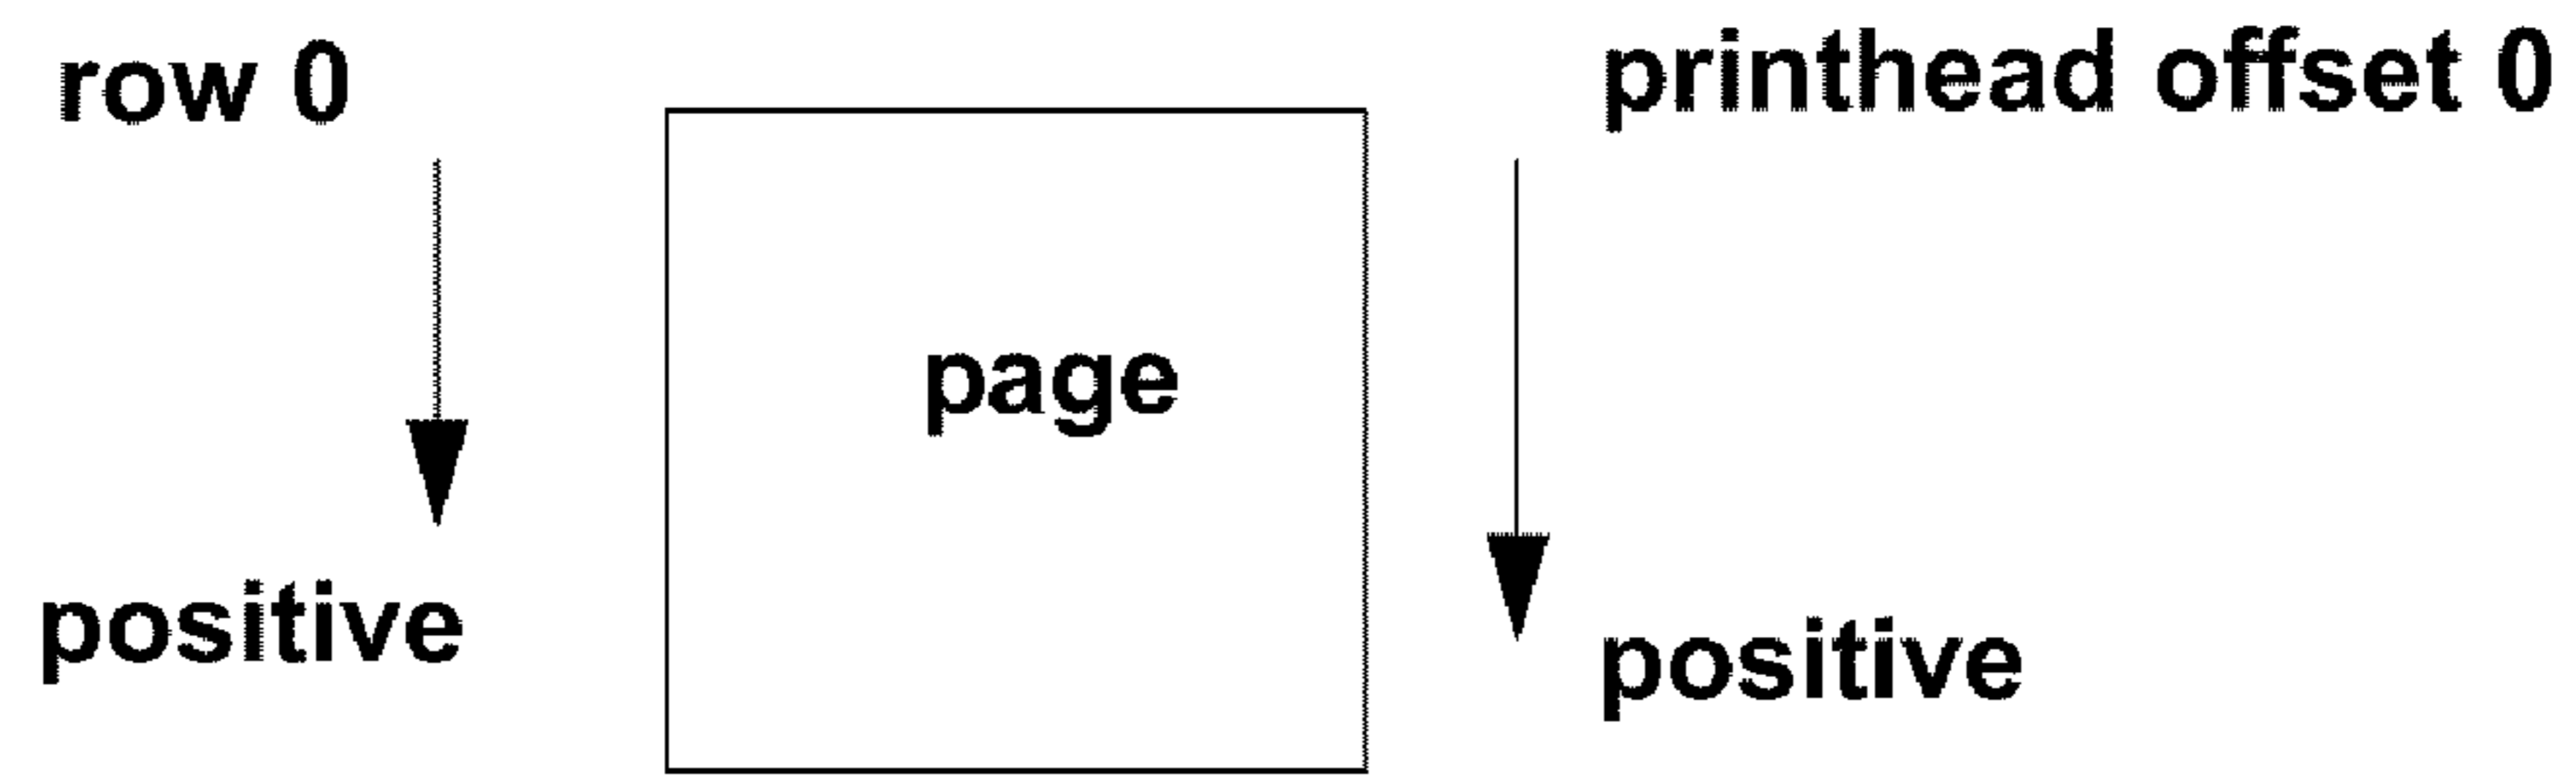 row 0
printhead offset 0
page
positive
positive